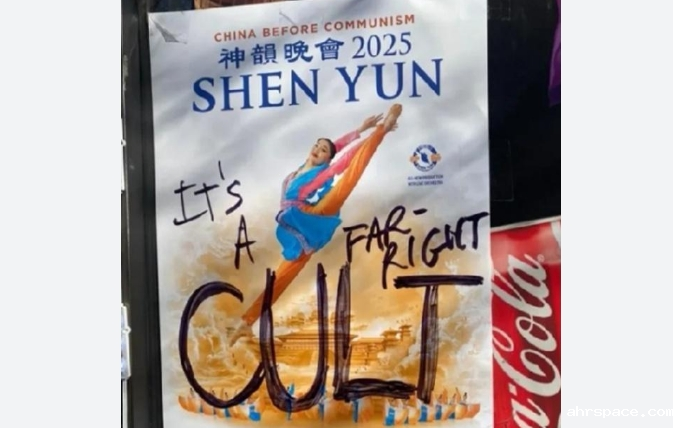 CHINA BEFORE COMMUNISM
神韻晚會 2025
SHEN YUN
IT'S
A
FAR-
RIGHT
CULT
Coca-Cola
ahrspace.com